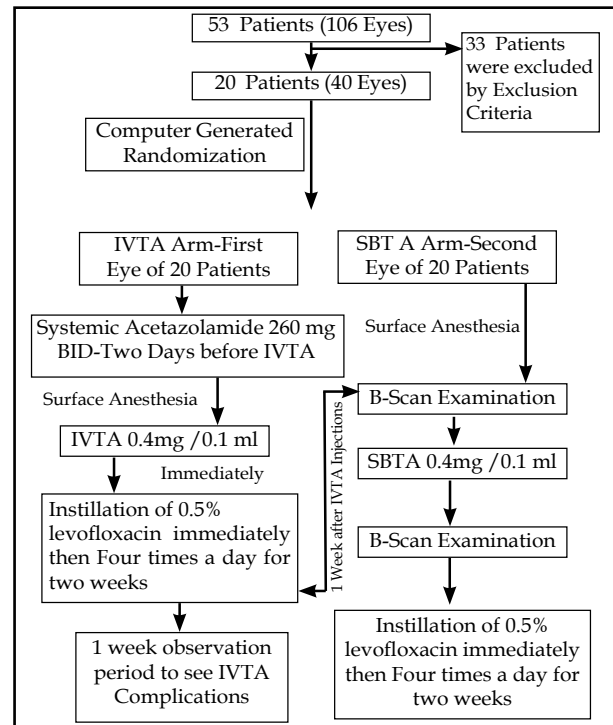 53 Patients (106 Eyes)
33 Patients
were excluded
by Exclusion
Criteria
20 Patients (40 Eyes)
Computer Generated
Randomization
IVTA Arm-First
Eye of 20 Patients
SBT A Arm-Second
Eye of 20 Patients
Systemic Acetazolamide 260 mg
BID-Two Days before IVTA
Surface Anesthesia
Surface Anesthesia
B-Scan Examination
IVTA 0.4mg /0.1 ml
SBTA 0.4mg /0.1 ml
Immediately
1 Week after IVTA Injections
Instillation of 0.5%
levofloxacin immediately
then Four times a day for
two weeks
B-Scan Examination
1 week observation
period to see IVTA
Complications
Instillation of 0.5%
levofloxacin immediately
then Four times a day for
two weeks